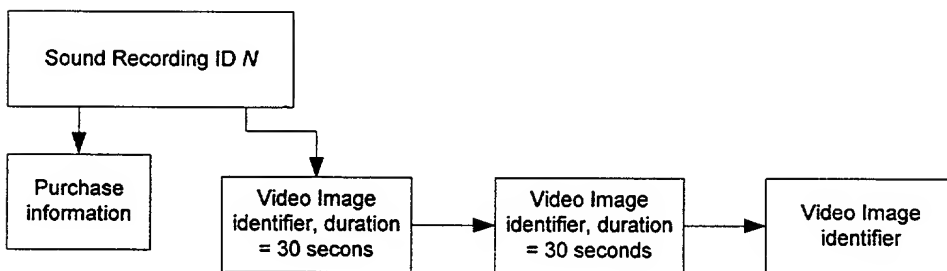 Sound Recording ID N
Purchase
information
Video Image
identifier, duration
= 30 secons
Video Image
identifier, duration
= 30 seconds
Video Image
identifier